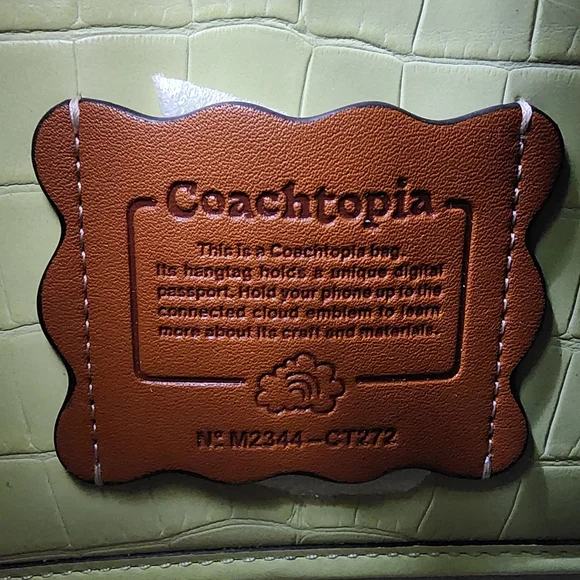 Coachtopia
This is a Coachtopia bag.
Its hangtag holds a unique digital
passport. Hold your phone up to the
connected cloud emblem to learn
more about its craft and materials.
Nº M2344–CT272